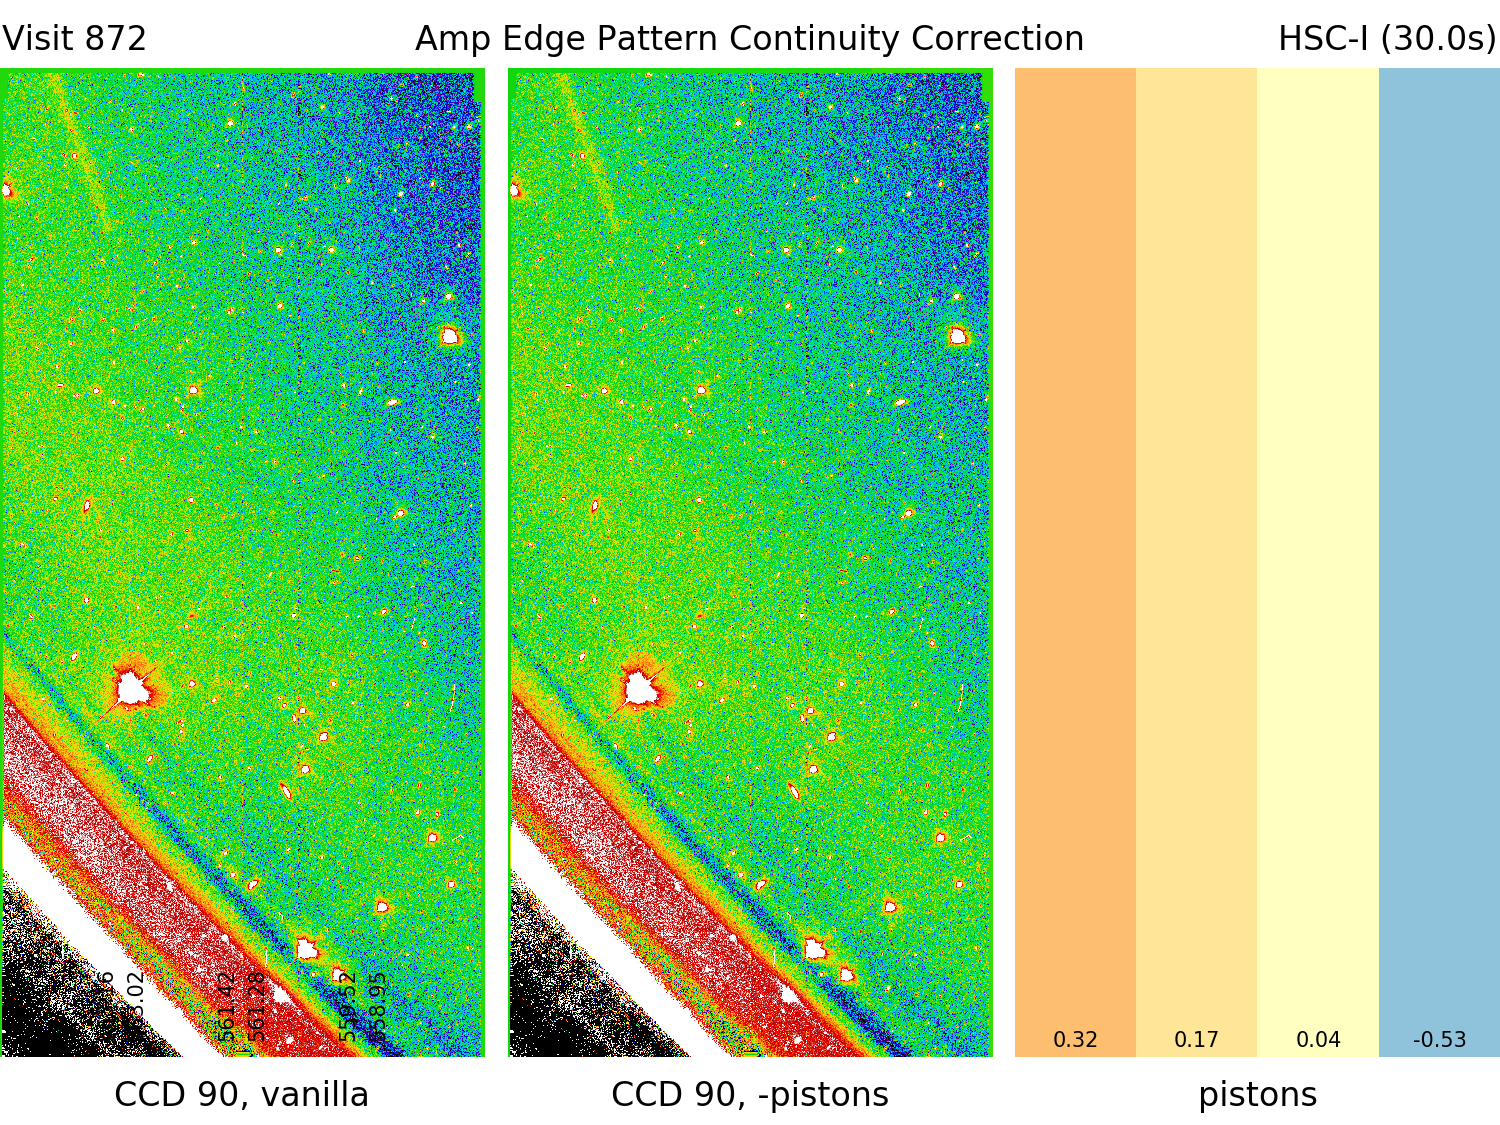 Visit 872
Amp Edge Pattern Continuity Correction
HSC-I (30.0s)
561.42
561.28
559.52
558.95
0.32
0.17
0.04
-0.53
CCD 90, vanilla
CCD 90, -pistons
pistons